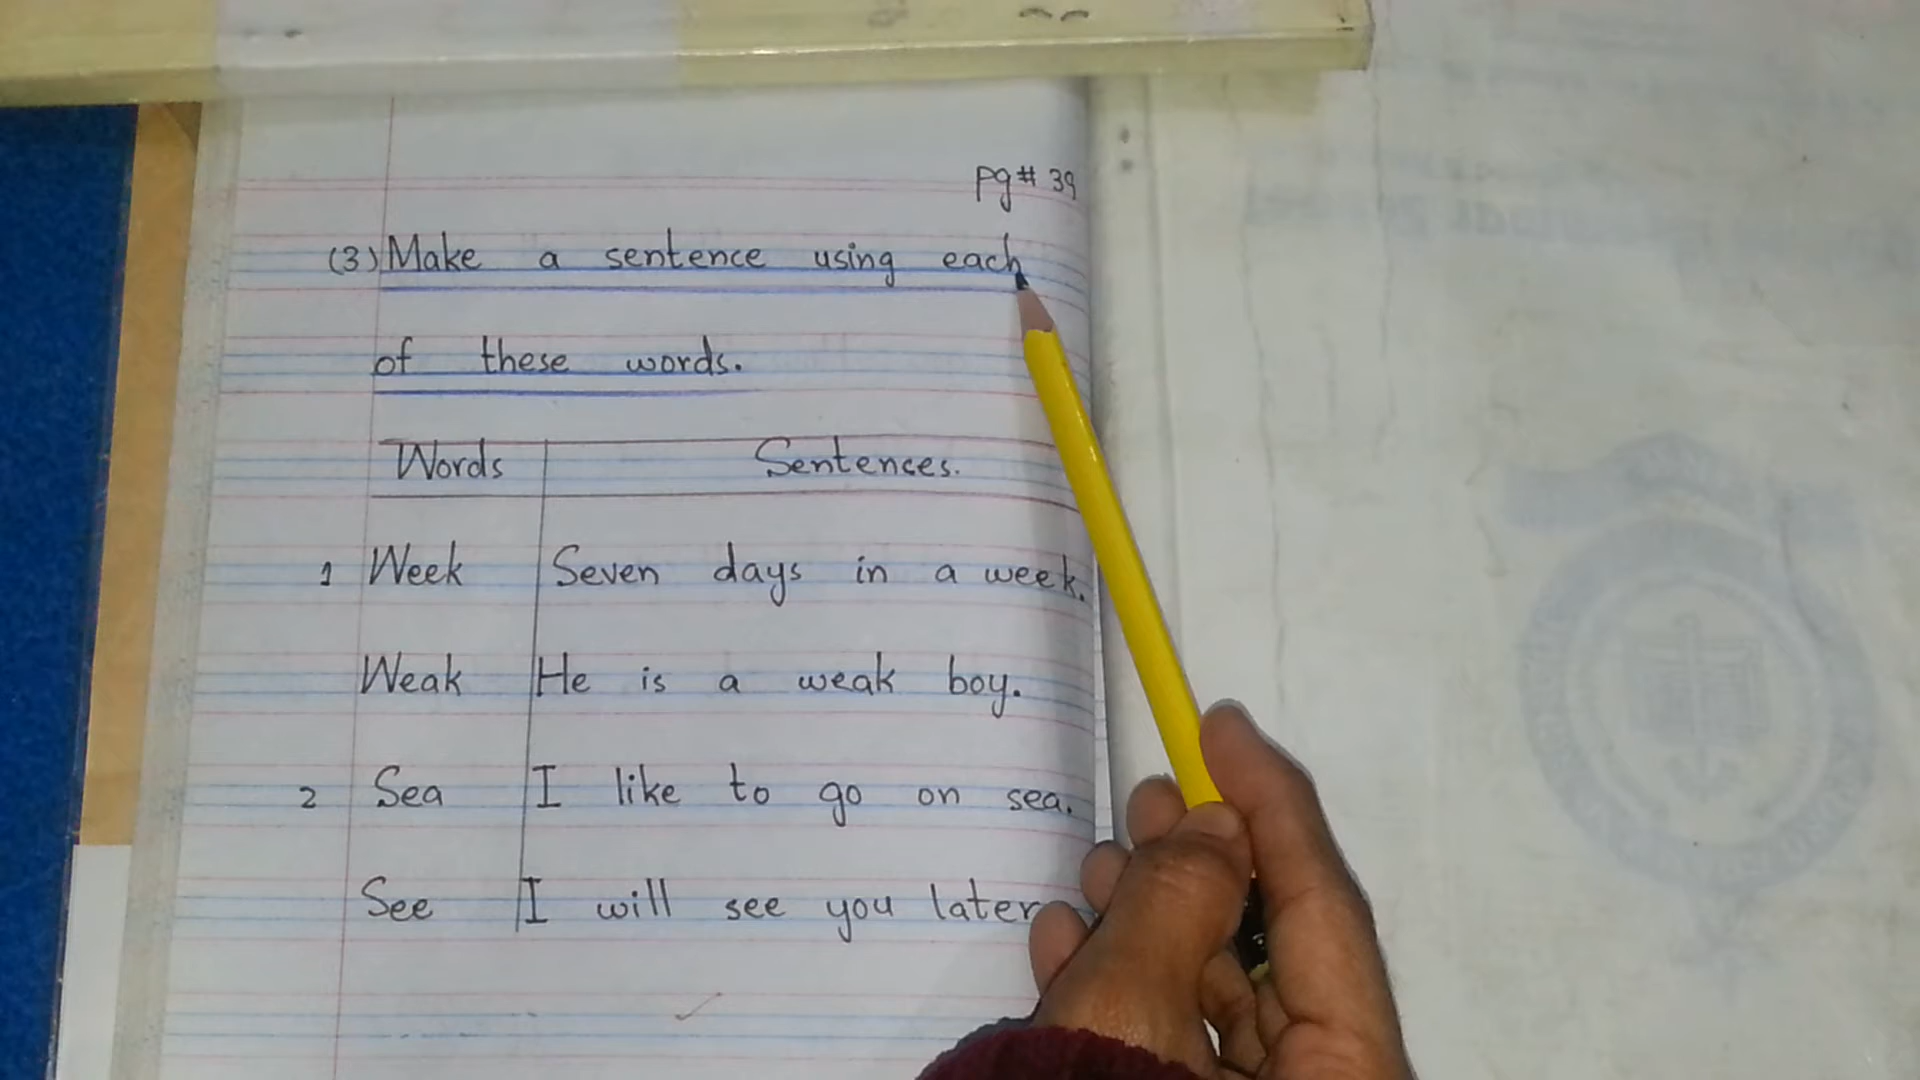 pg# 39
(3) Make a sentence using each
of these words.
Words Sentences.
1 Week Seven days in a week.
Weak He is a weak boy.
2 Sea I like to go on sea.
See I will see you later